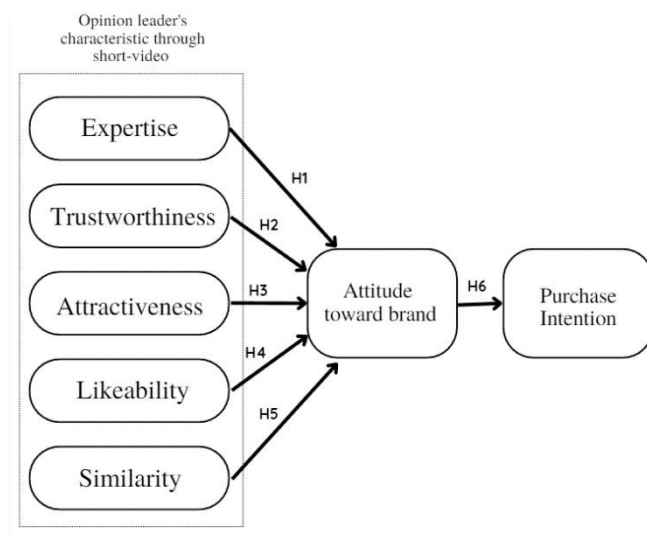 Opinion leader's
characteristic through
short-video
Expertise
H1
Trustworthiness
H2
Attractiveness
H3
Attitude
toward brand
H6
Purchase
Intention
Likeability
H4
Similarity
H5